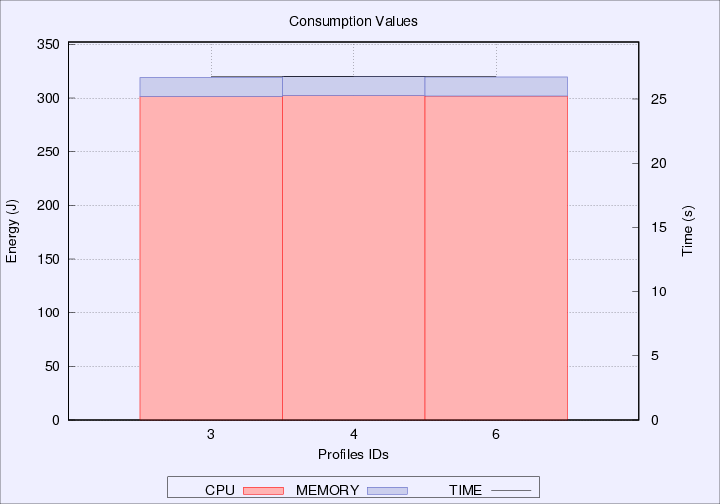 Consumption Values
350
300
250
200
150
100
50
0
Energy (J)
25
20
15
10
5
0
Time (s)
3 4 6
Profiles IDs
CPU MEMORY TIME